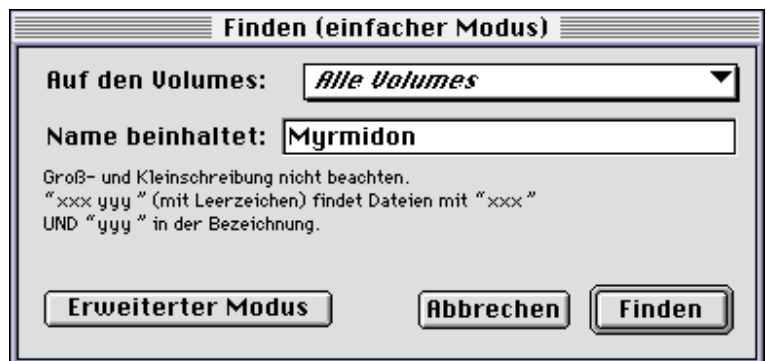 Finden (einfacher Modus)
Auf den Volumes: Alle Volumes
Name beinhaltet: Myrmidon
Groß- und Kleinschreibung nicht beachten.
"xxx yyy" (mit Leerzeichen) findet Dateien mit "xxx"
UND "yyy" in der Bezeichnung.
Erweiterter Modus Abbrechen Finden